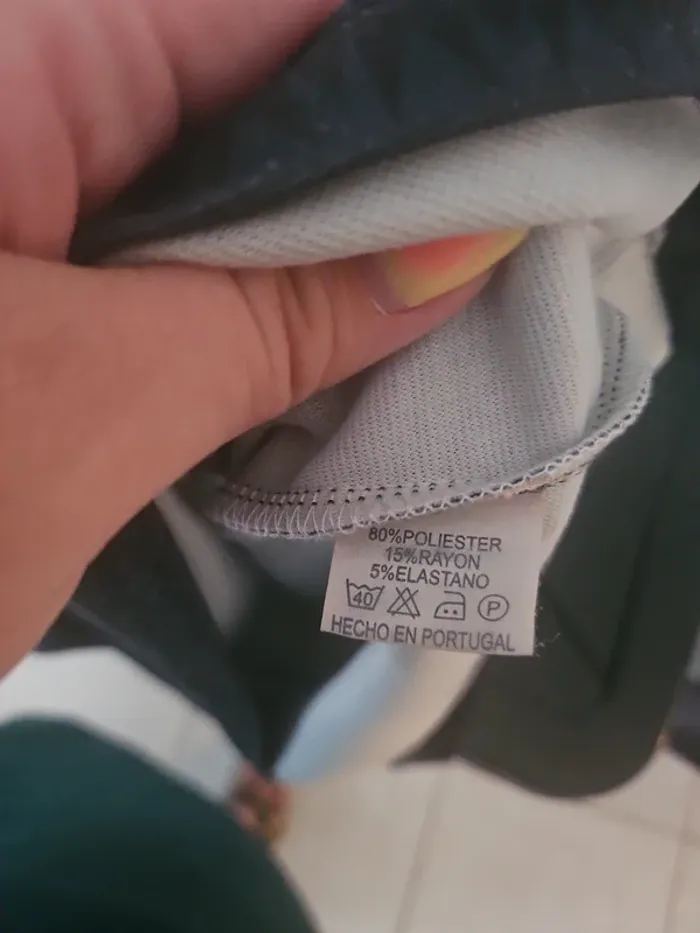 80%POLIESTER
15%RAYON
5%ELASTANO
40 P
HECHO EN PORTUGAL